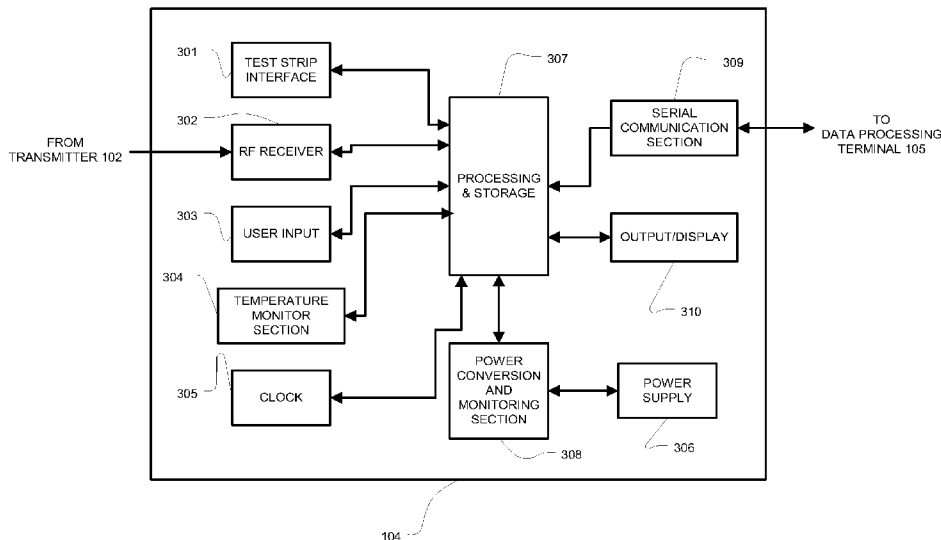 301
TEST STRIP
INTERFACE
307
309
302
SERIAL
COMMUNICATION
SECTION
FROM
TRANSMITTER 102
RF RECEIVER
TO
DATA PROCESSING
TERMINAL 105
PROCESSING
& STORAGE
303
USER INPUT
OUTPUT/DISPLAY
304
TEMPERATURE
MONITOR
SECTION
310
305
CLOCK
POWER
CONVERSION
AND
MONITORING
SECTION
POWER
SUPPLY
308
306
104